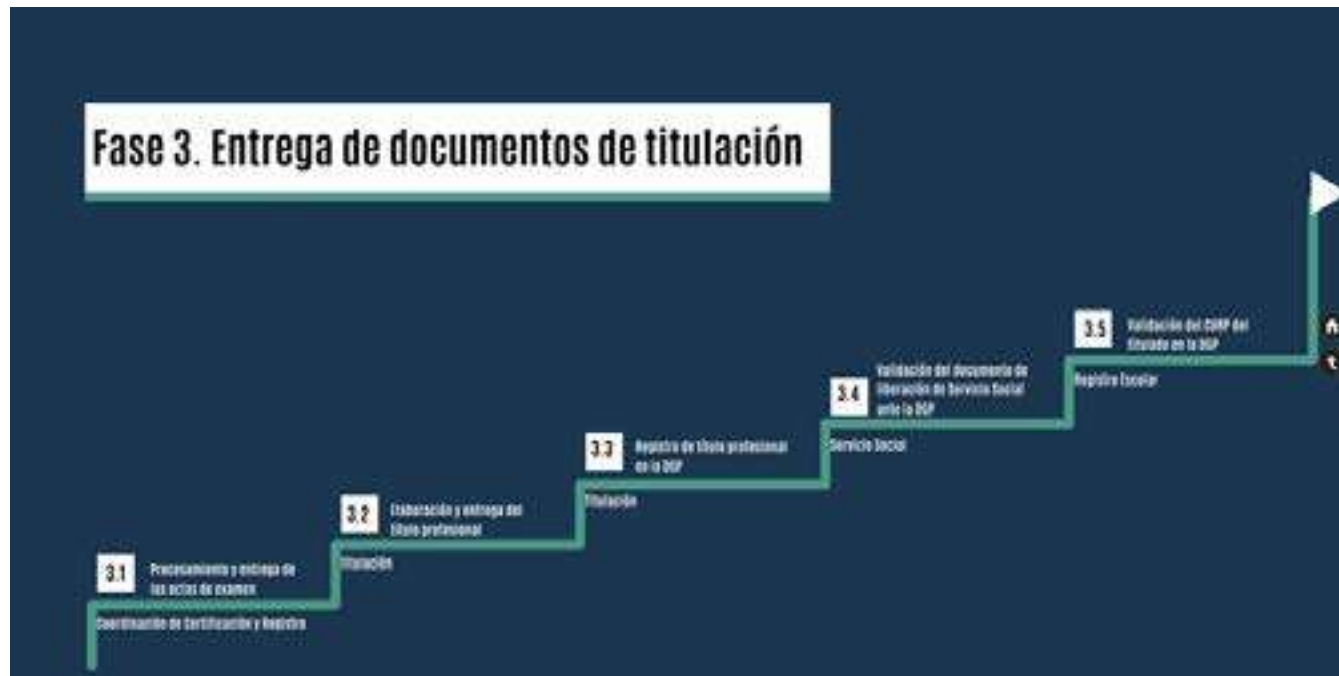 Fase 3. Entrega de documentos de titulación
3.1
Procesamiento y entrega de
las actas de examen
Coordinación de Certificación y Registro
3.2
Elaboración y entrega del
título profesional
Titulación
3.3
Registro de título profesional
en la DGP
Titulación
3.4
Validación del documento de
liberación de Servicio Social
ante la DGP
Servicio Social
3.5
Validación del CURP del
titulado en la DGP
Registro Escolar